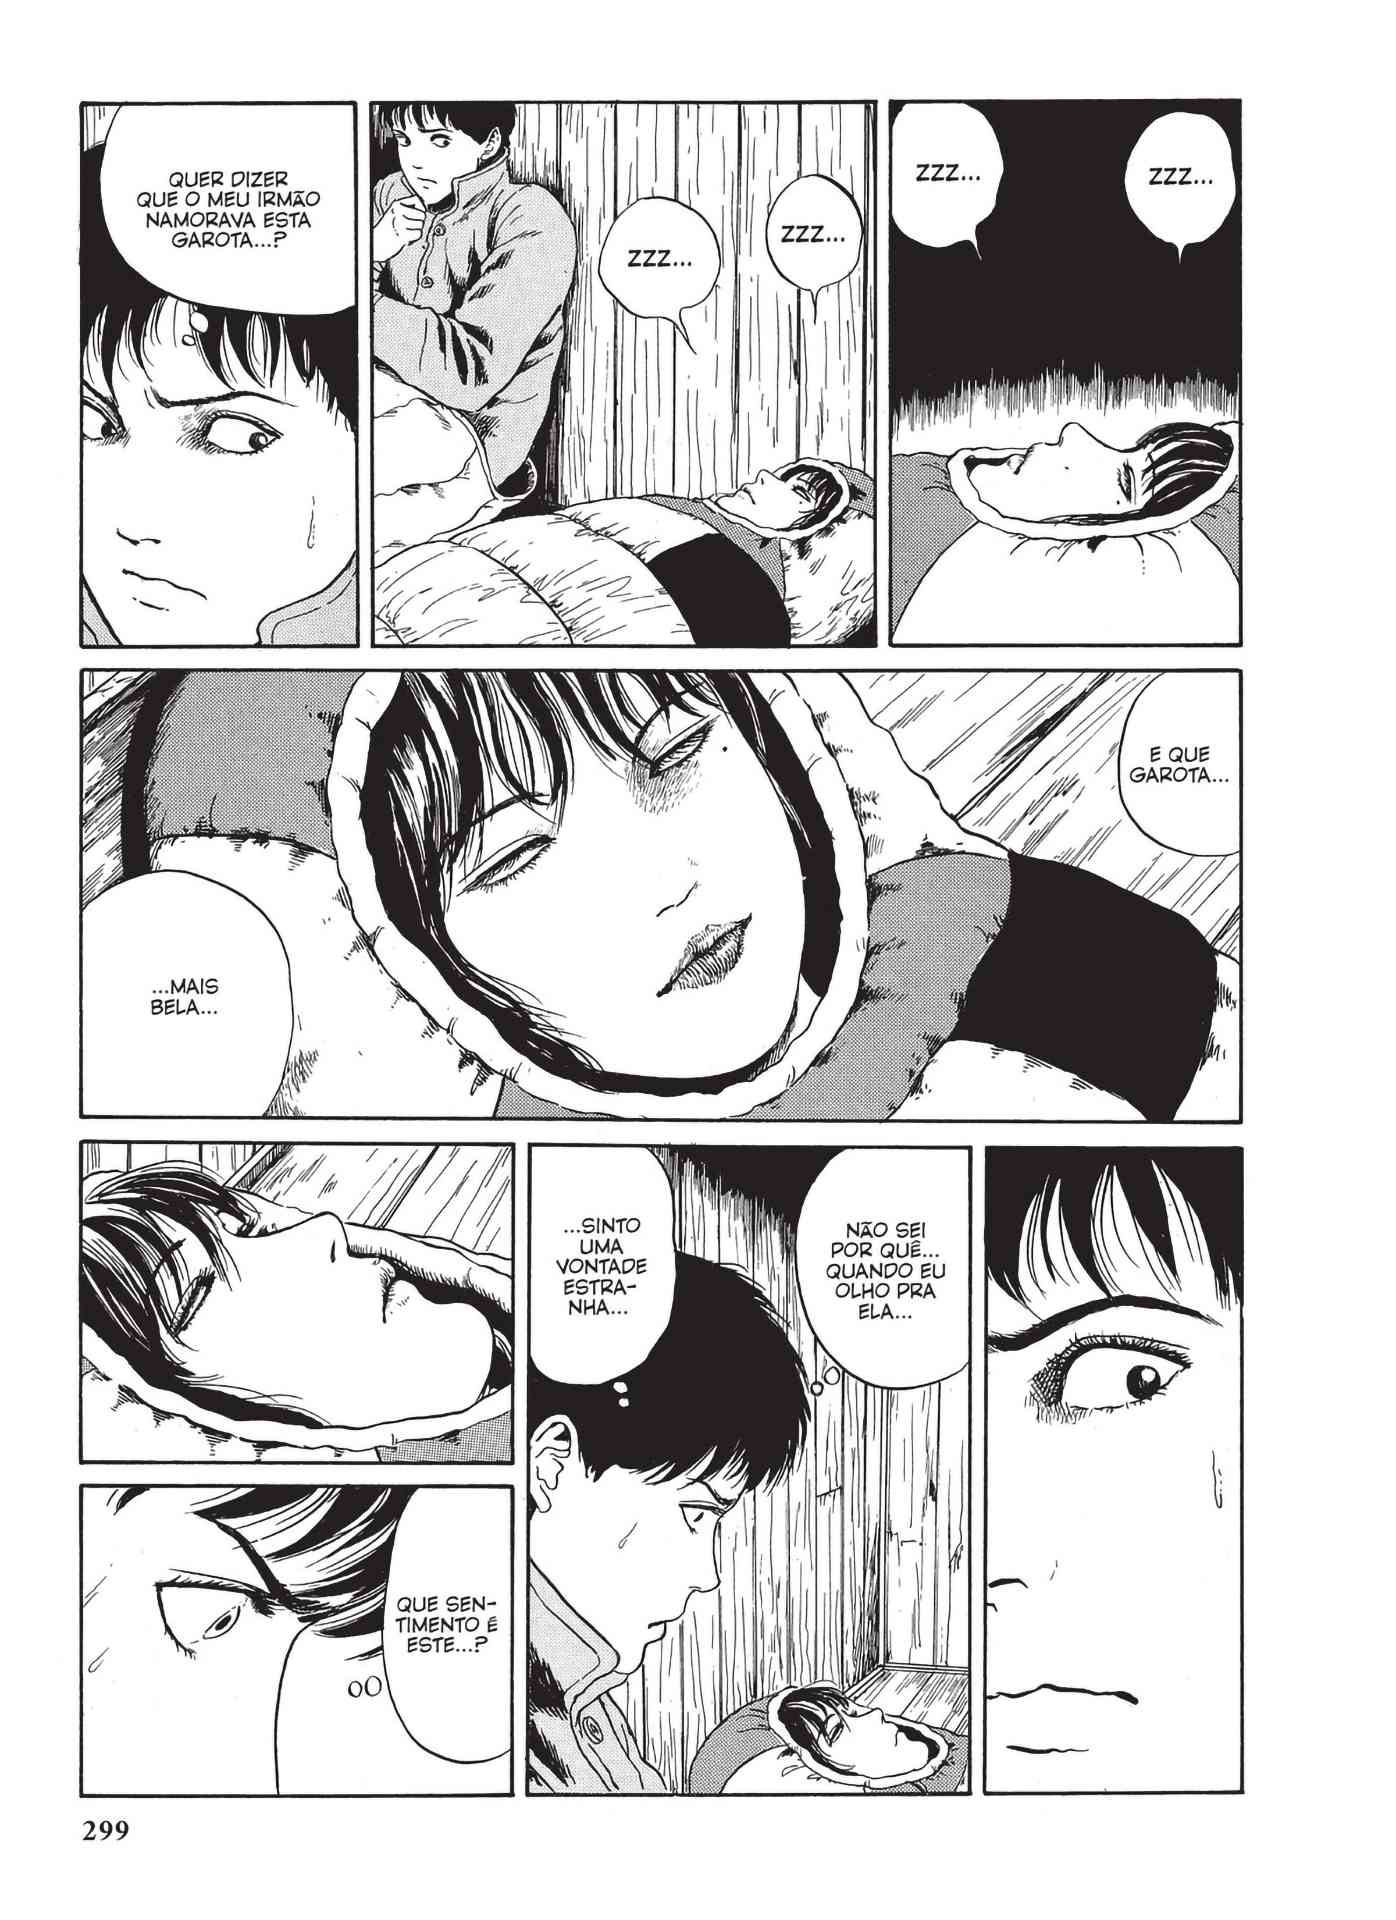 ZZZ...
ZZZ...
ZZZ...
ZZZ...
QUER DIZER
QUE O MEU IRMÃO
NAMORAVA ESTA
GAROTA...?
E QUE
GAROTA...
...MAIS
BELA...
NÃO SEI
POR QUÊ...
QUANDO EU
OLHO PRA
ELA...
...SINTO
UMA
VONTADE
ESTRA-
NHA...
QUE SEN-
TIMENTO É
ESTE...?
299